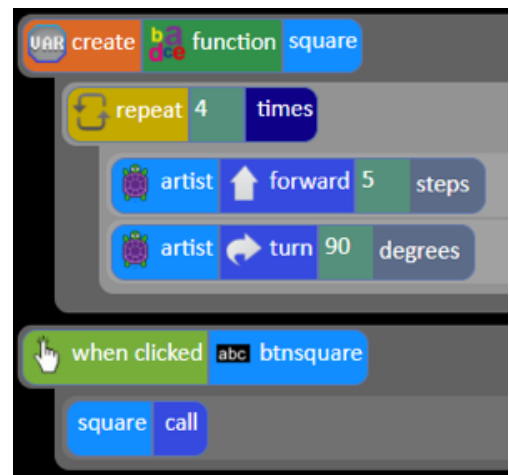 VAR create badce function square
repeat 4 times
artist forward 5 steps
artist turn 90 degrees
when clicked abc btnsquare
square call